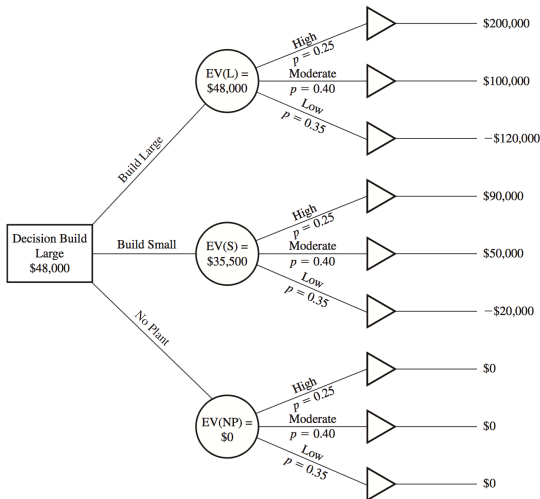 High
p = 0.25
$200,000
EV(L) =
$48,000
Moderate
p = 0.40
$100,000
Low
p = 0.35
−$120,000
Build Large
High
p = 0.25
$90,000
Decision Build
Large
$48,000
Build Small
EV(S) =
$35,500
Moderate
p = 0.40
$50,000
Low
p = 0.35
−$20,000
No Plant
High
p = 0.25
$0
EV(NP) =
$0
Moderate
p = 0.40
$0
Low
p = 0.35
$0